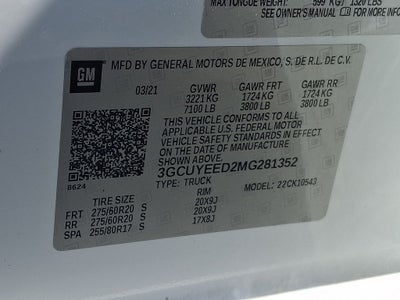 MAX TONGUE WEIGHT: 599 KG / 1320 LBS
SEE OWNER'S MANUAL FOR MORE INFO
GM
MFD BY GENERAL MOTORS DE MEXICO, S. DE R.L. DE C.V.
03/21 GVWR GAWR FRT GAWR RR
3221 KG 1724 KG 1724 KG
7100 LB 3800 LB 3800 LB
THIS VEHICLE CONFORMS TO ALL
APPLICABLE U.S. FEDERAL MOTOR
VEHICLE SAFETY STANDARDS IN EFFECT ON THE
DATE OF MANUFACTURE SHOWN ABOVE.
3GCUYEED2MG281352
TYPE: TRUCK MODEL: 22CK10543
8624
TIRE SIZE RIM
FRT 275/60R20 S 20X9J
RR 275/60R20 S 20X9J
SPA 255/80R17 S 17X8J